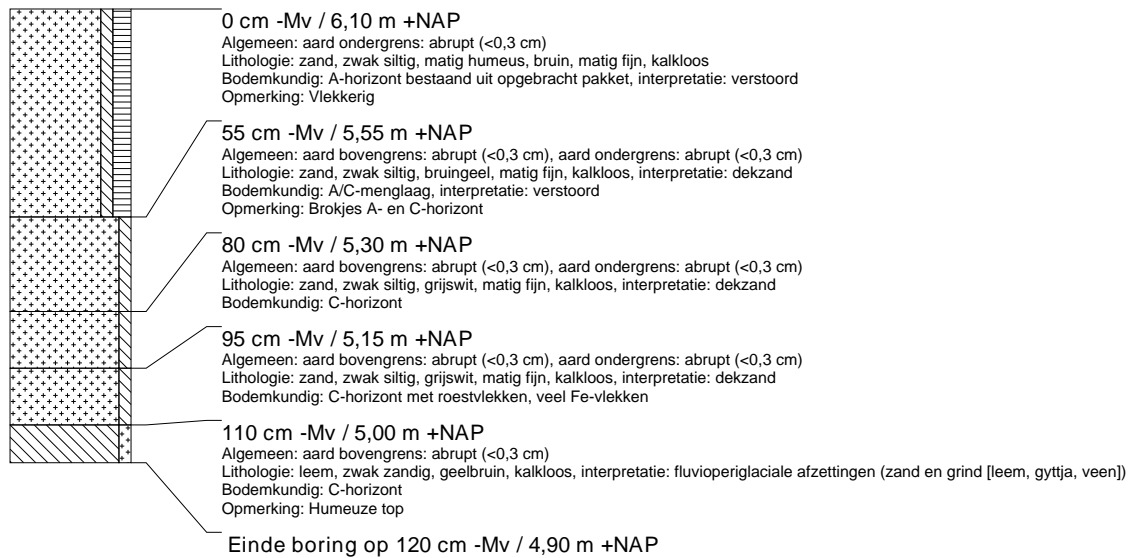 0 cm -Mv / 6,10 m +NAP
Algemeen: aard ondergrens: abrupt (<0,3 cm)
Lithologie: zand, zwak siltig, matig humeus, bruin, matig fijn, kalkloos
Bodemkundig: A-horizont bestaand uit opgebracht pakket, interpretatie: verstoord
Opmerking: Vlekkerig
55 cm -Mv / 5,55 m +NAP
Algemeen: aard bovengrens: abrupt (<0,3 cm), aard ondergrens: abrupt (<0,3 cm)
Lithologie: zand, zwak siltig, bruingeel, matig fijn, kalkloos, interpretatie: dekzand
Bodemkundig: A/C-menglaag, interpretatie: verstoord
Opmerking: Brokjes A- en C-horizont
80 cm -Mv / 5,30 m +NAP
Algemeen: aard bovengrens: abrupt (<0,3 cm), aard ondergrens: abrupt (<0,3 cm)
Lithologie: zand, zwak siltig, grijswit, matig fijn, kalkloos, interpretatie: dekzand
Bodemkundig: C-horizont
95 cm -Mv / 5,15 m +NAP
Algemeen: aard bovengrens: abrupt (<0,3 cm), aard ondergrens: abrupt (<0,3 cm)
Lithologie: zand, zwak siltig, grijswit, matig fijn, kalkloos, interpretatie: dekzand
Bodemkundig: C-horizont met roestvlekken, veel Fe-vlekken
110 cm -Mv / 5,00 m +NAP
Algemeen: aard bovengrens: abrupt (<0,3 cm)
Lithologie: leem, zwak zandig, geelbruin, kalkloos, interpretatie: fluvioperiglaciale afzettingen (zand en grind [leem, gyttja, veen])
Bodemkundig: C-horizont
Opmerking: Humeuze top
Einde boring op 120 cm -Mv / 4,90 m +NAP